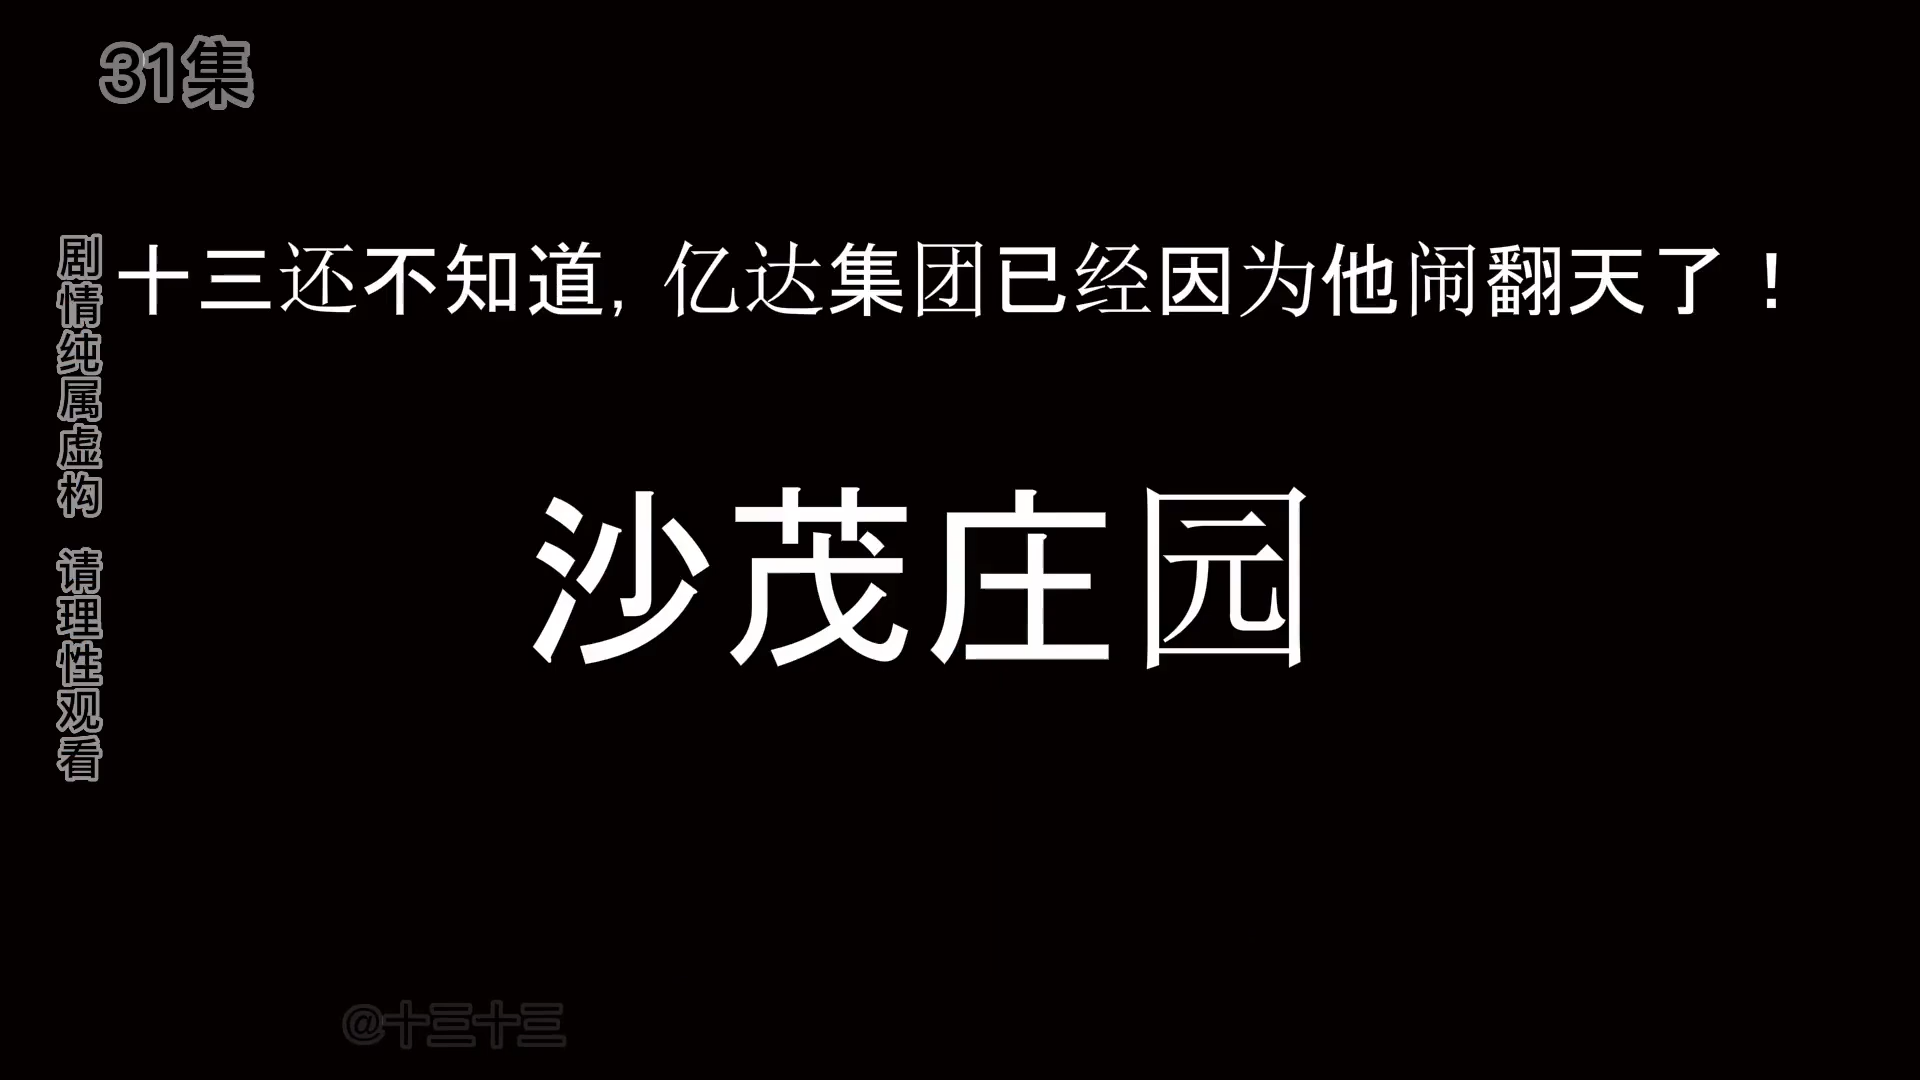 31集
十三还不知道,亿达集团已经因为他闹翻天了！
剧情纯属虚构 请理性观看
沙茂庄园
@十三十三